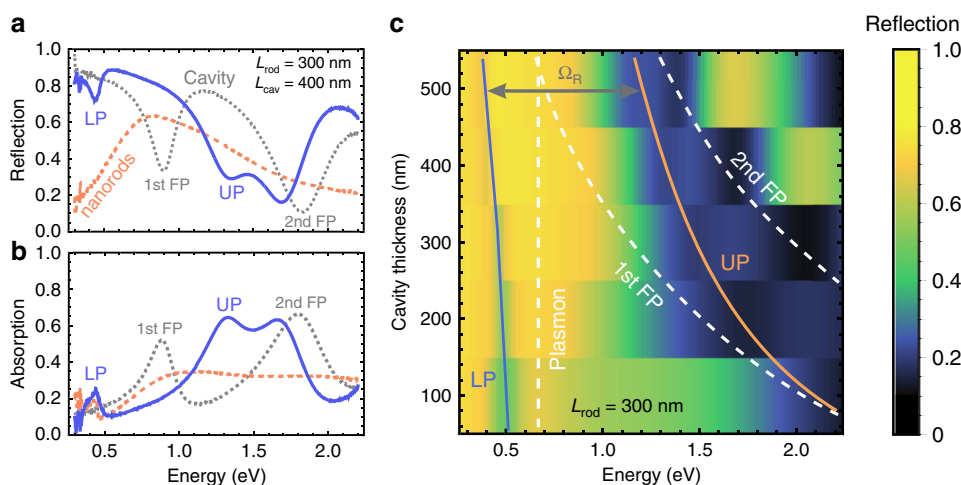 a
1.0
0.8
0.6
0.4
0.2
0.0
Reflection
Lrod = 300 nm
Lcav = 400 nm
Cavity
LP
nanorods
1st FP
UP
2nd FP
b
1.0
0.8
0.6
0.4
0.2
0.0
Absorption
LP
1st FP
UP
2nd FP
0.5 1.0 1.5 2.0
Energy (eV)
c
500
400
300
200
100
Cavity thickness (nm)
ΩR
2nd FP
1st FP
UP
Plasmon
LP
Lrod = 300 nm
0.5 1.0 1.5 2.0
Energy (eV)
Reflection
1.0
0.8
0.6
0.4
0.2
0